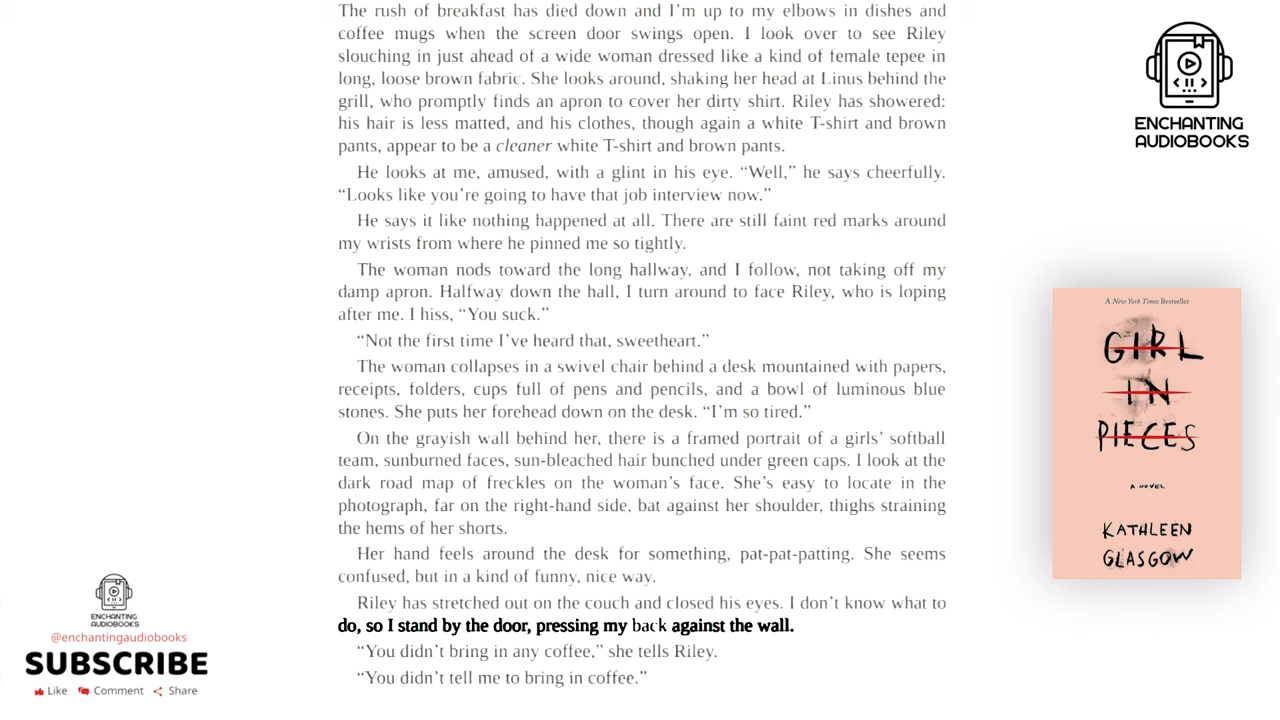 The rush of breakfast has died down and I'm up to my elbows in dishes and
coffee mugs when the screen door swings open. I look over to see Riley
slouching in just ahead of a wide woman dressed like a kind of female tepee in
long, loose brown fabric. She looks around, shaking her head at Linus behind the
grill, who promptly finds an apron to cover her dirty shirt. Riley has showered:
his hair is less matted, and his clothes, though again a white T-shirt and brown
pants, appear to be a cleaner white T-shirt and brown pants.
He looks at me, amused, with a glint in his eye. “Well,” he says cheerfully.
“Looks like you’re going to have that job interview now.”
He says it like nothing happened at all. There are still faint red marks around
my wrists from where he pinned me so tightly.
The woman nods toward the long hallway, and I follow, not taking off my
damp apron. Halfway down the hall, I turn around to face Riley, who is loping
after me. I hiss, “You suck.”
“Not the first time I’ve heard that, sweetheart.”
The woman collapses in a swivel chair behind a desk mountained with papers,
receipts, folders, cups full of pens and pencils, and a bowl of luminous blue
stones. She puts her forehead down on the desk. “I’m so tired.”
On the grayish wall behind her, there is a framed portrait of a girls’ softball
team, sunburned faces, sun-bleached hair bunched under green caps. I look at the
dark road map of freckles on the woman’s face. She’s easy to locate in the
photograph, far on the right-hand side, bat against her shoulder, thighs straining
the hems of her shorts.
Her hand feels around the desk for something, pat-pat-patting. She seems
confused, but in a kind of funny, nice way.
Riley has stretched out on the couch and closed his eyes. I don’t know what to
do, so I stand by the door, pressing my back against the wall.
“You didn’t bring in any coffee,” she tells Riley.
“You didn’t tell me to bring in coffee.”
ENCHANTING
AUDIOBOOKS
A New York Times Bestseller
GIRL
IN
PIECES
A NOVEL
KATHLEEN
GLASGOW
ENCHANTING
AUDIOBOOKS
@enchantingaudiobooks
SUBSCRIBE
Like Comment Share